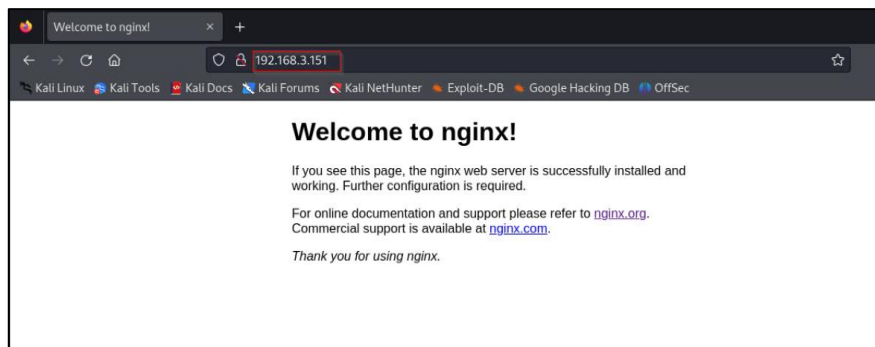 Welcome to nginx!
192.168.3.151
Kali Linux Kali Tools Kali Docs Kali Forums Kali NetHunter Exploit-DB Google Hacking DB OffSec
Welcome to nginx!
If you see this page, the nginx web server is successfully installed and
working. Further configuration is required.
For online documentation and support please refer to nginx.org.
Commercial support is available at nginx.com.
Thank you for using nginx.